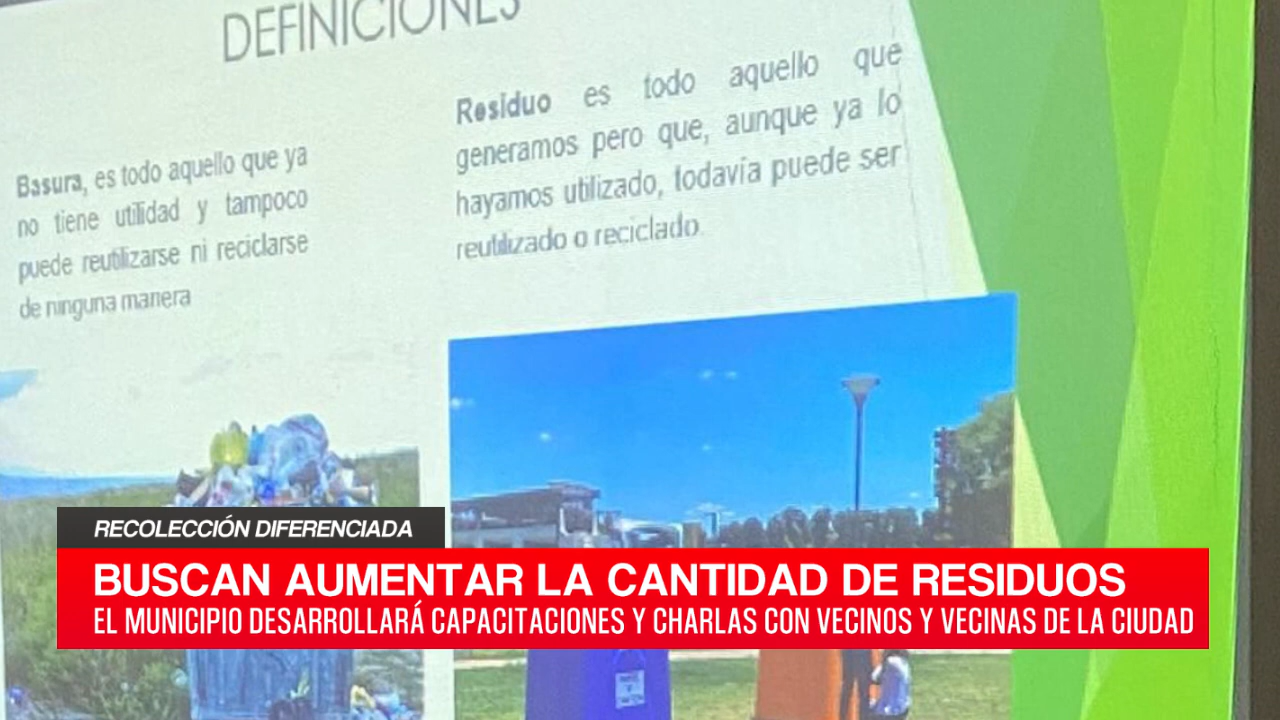 DEFINICIONES
Basura, es todo aquello que ya
no tiene utilidad y tampoco
puede reutilizarse ni reciclarse
de ninguna manera
Residuo es todo aquello que
generamos pero que, aunque ya lo
hayamos utilizado, todavía puede ser
reutilizado o reciclado.
RECOLECCIÓN DIFERENCIADA
BUSCAN AUMENTAR LA CANTIDAD DE RESIDUOS
EL MUNICIPIO DESARROLLARÁ CAPACITACIONES Y CHARLAS CON VECINOS Y VECINAS DE LA CIUDAD